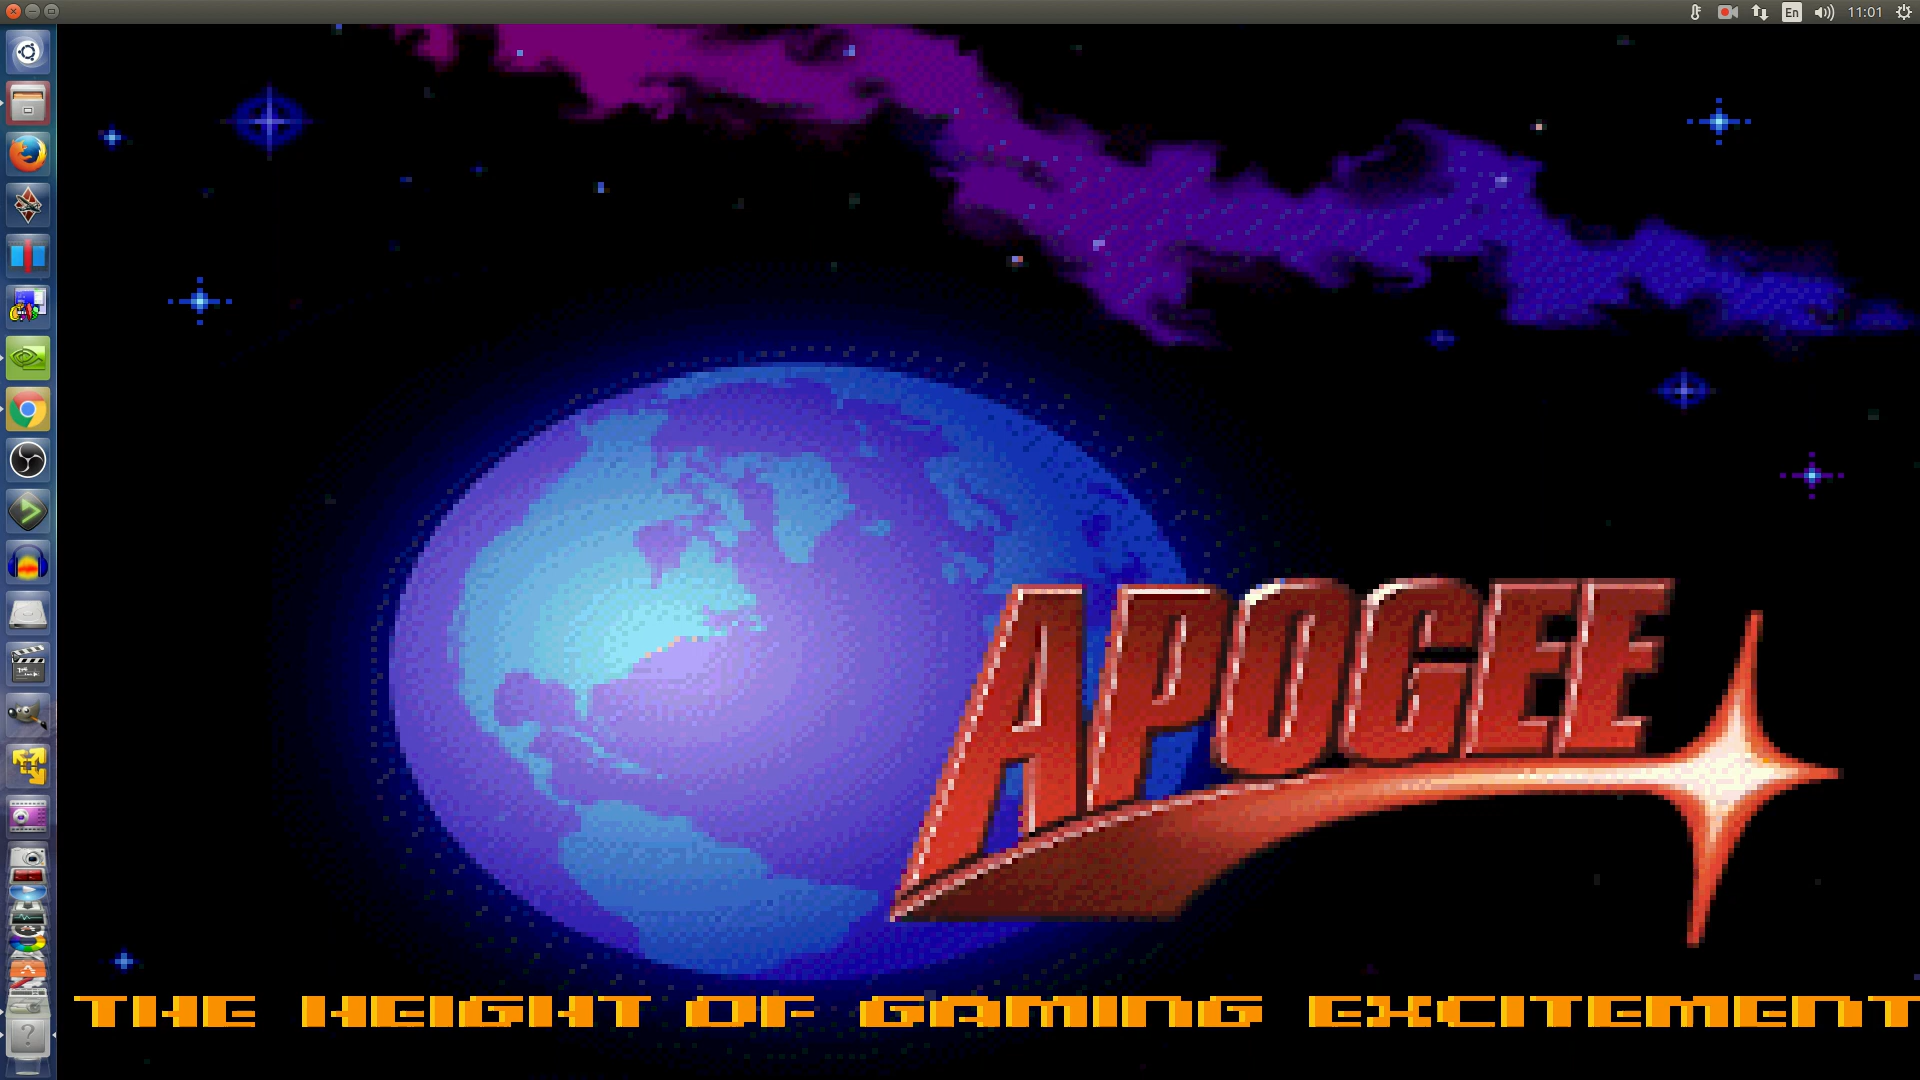 En 11:01
APOGEE
THE HEIGHT OF GAMING EXCITEMENT